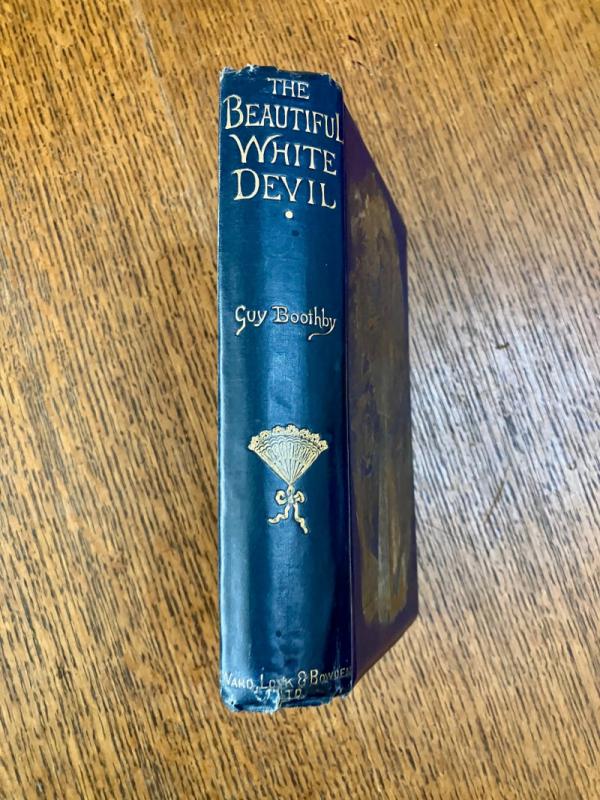 THE
BEAUTIFUL
WHITE
DEVIL
Guy Boothby
WARD, LOCK & BOWDEN
LTD.